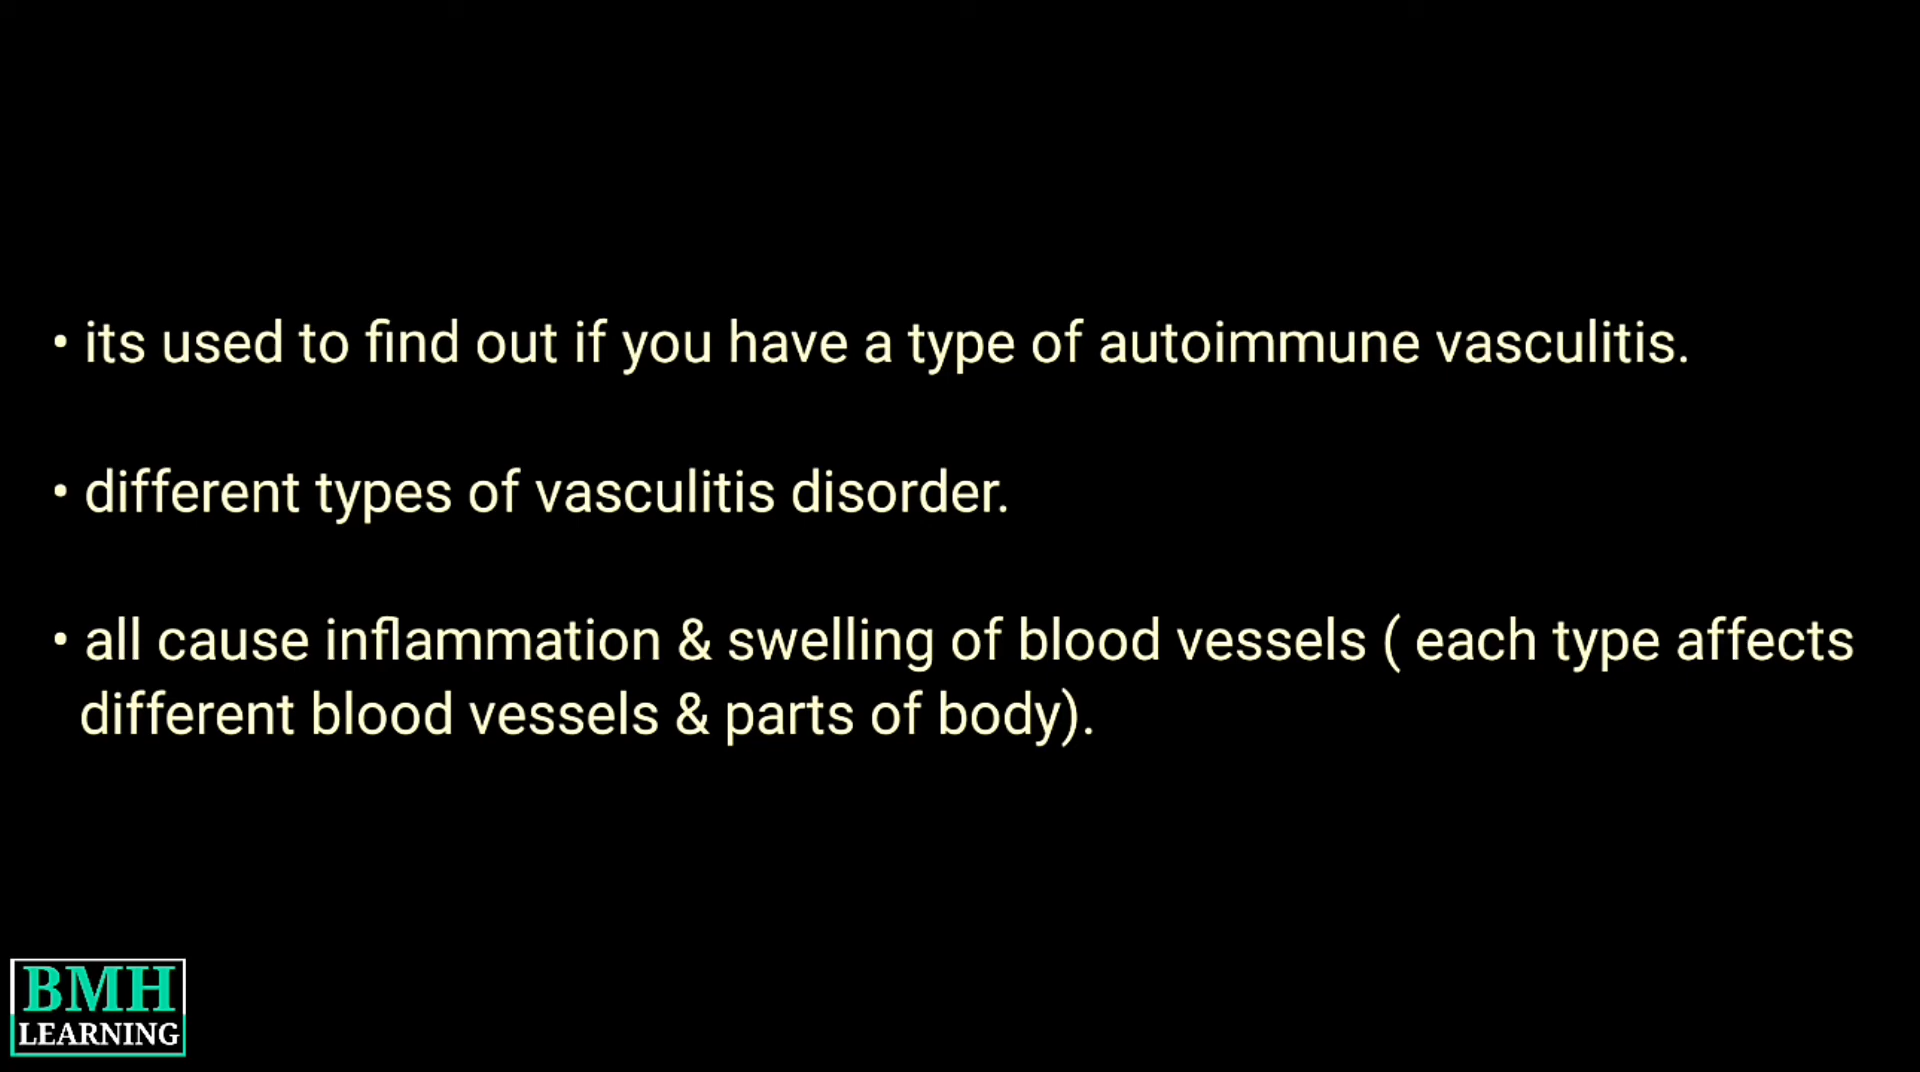 • its used to find out if you have a type of autoimmune vasculitis.
• different types of vasculitis disorder.
• all cause inflammation & swelling of blood vessels ( each type affects
different blood vessels & parts of body).
BMH
LEARNING